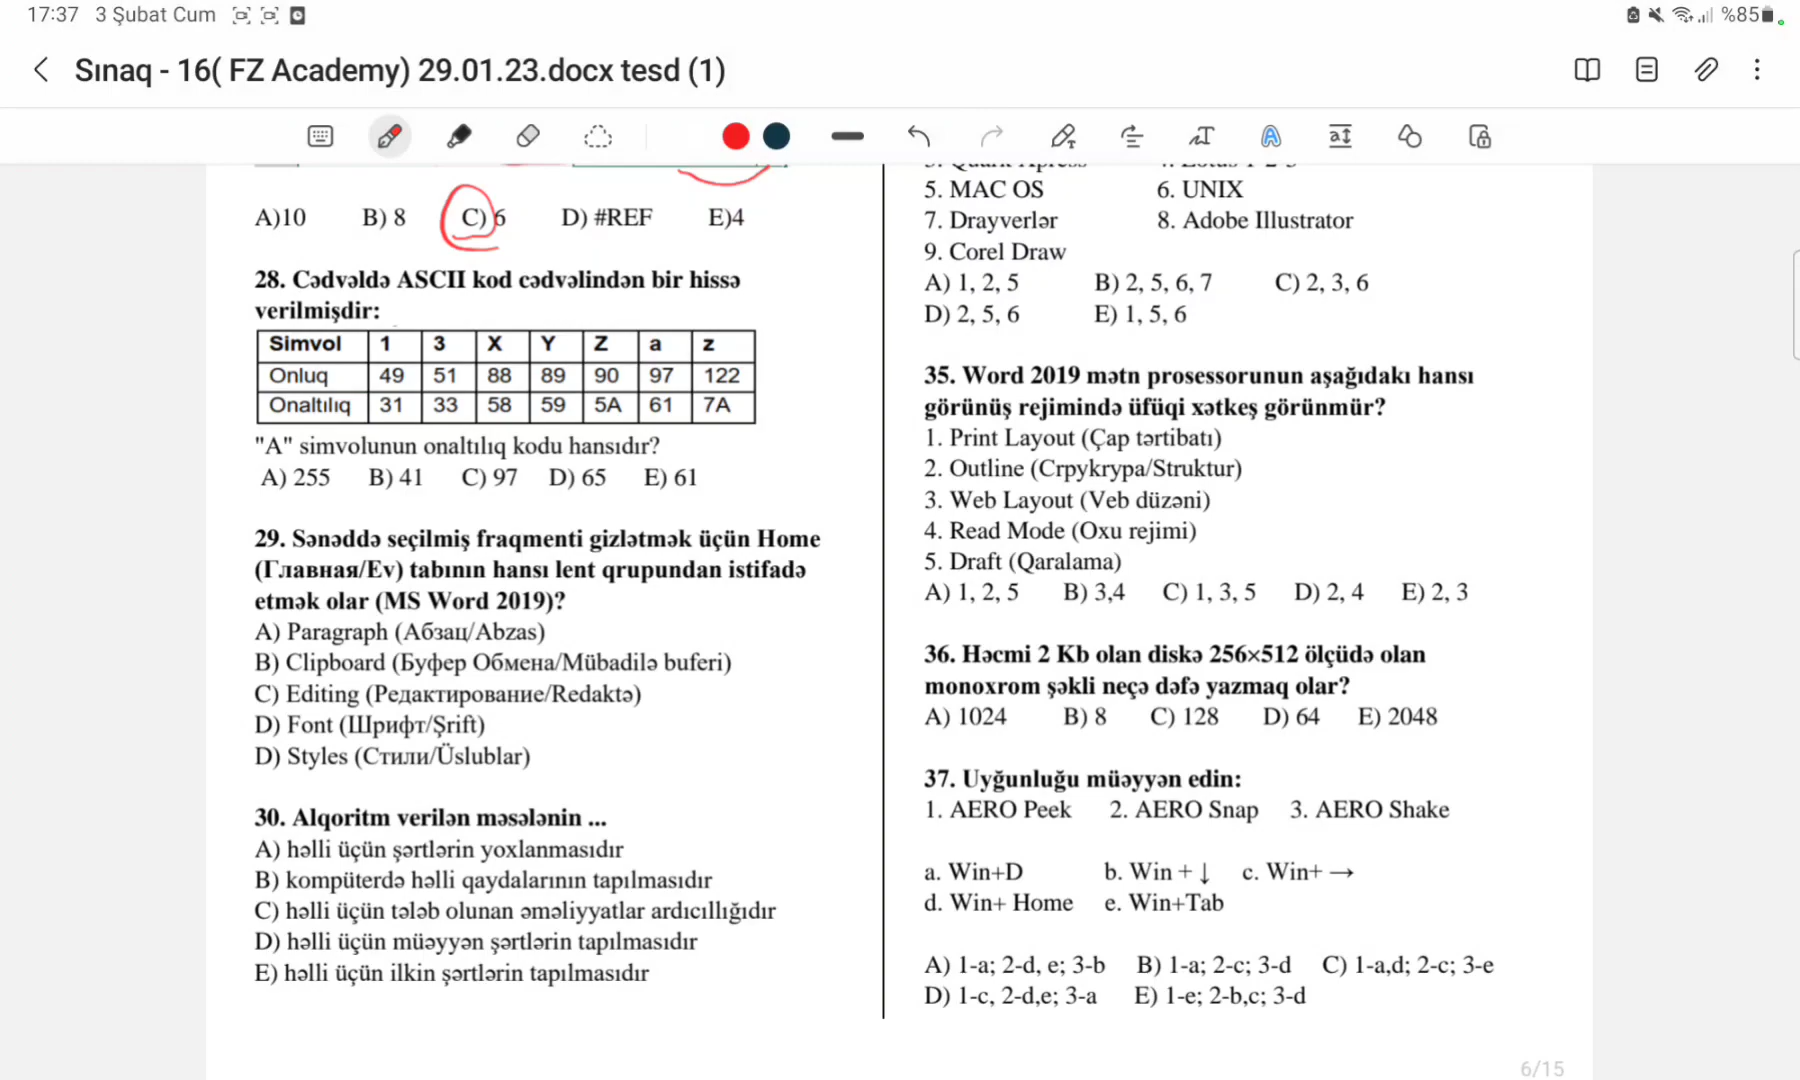 17:37 3 Şubat Cum
%85
Sınaq - 16( FZ Academy) 29.01.23.docx tesd (1)
A)10 B) 8 C) 6 D) #REF E)4
28. Cədvəldə ASCII kod cədvəlindən bir hissə
verilmişdir:
Simvol 1 3 X Y Z a z
Onluq 49 51 88 89 90 97 122
Onaltılıq 31 33 58 59 5A 61 7A
"A" simvolunun onaltılıq kodu hansıdır?
A) 255 B) 41 C) 97 D) 65 E) 61
29. Sənəddə seçilmiş fraqmenti gizlətmək üçün Home
(Главная/Ev) tabının hansı lent qrupundan istifadə
etmək olar (MS Word 2019)?
A) Paragraph (Абзац/Abzas)
B) Clipboard (Буфер Обмена/Mübadilə buferi)
C) Editing (Редактирование/Redaktə)
D) Font (Шрифт/Şrift)
D) Styles (Стили/Üslublar)
30. Alqoritm verilən məsələnin ...
A) həlli üçün şərtlərin yoxlanmasıdır
B) kompüterdə həlli qaydalarının tapılmasıdır
C) həlli üçün tələb olunan əməliyyatlar ardıcıllığıdır
D) həlli üçün müəyyən şərtlərin tapılmasıdır
E) həlli üçün ilkin şərtlərin tapılmasıdır
5. MAC OS 6. UNIX
7. Drayverlər 8. Adobe Illustrator
9. Corel Draw
A) 1, 2, 5 B) 2, 5, 6, 7 C) 2, 3, 6
D) 2, 5, 6 E) 1, 5, 6
35. Word 2019 mətn prosessorunun aşağıdakı hansı
görünüş rejimində üfüqi xətkeş görünmür?
1. Print Layout (Çap tərtibatı)
2. Outline (Crpykrypa/Struktur)
3. Web Layout (Veb düzəni)
4. Read Mode (Oxu rejimi)
5. Draft (Qaralama)
A) 1, 2, 5 B) 3,4 C) 1, 3, 5 D) 2, 4 E) 2, 3
36. Həcmi 2 Kb olan diskə 256×512 ölçüdə olan
monoxrom şəkli neçə dəfə yazmaq olar?
A) 1024 B) 8 C) 128 D) 64 E) 2048
37. Uyğunluğu müəyyən edin:
1. AERO Peek 2. AERO Snap 3. AERO Shake
a. Win+D b. Win + ↓ c. Win+ →
d. Win+ Home e. Win+Tab
A) 1-a; 2-d, e; 3-b B) 1-a; 2-c; 3-d C) 1-a,d; 2-c; 3-e
D) 1-c, 2-d,e; 3-a E) 1-e; 2-b,c; 3-d
6/15